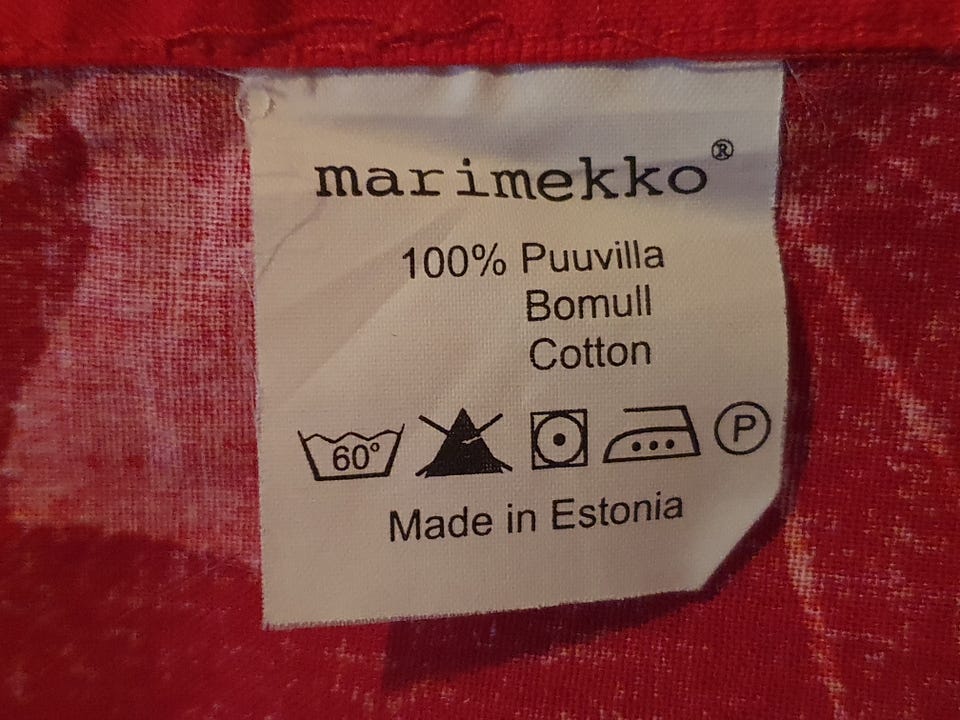 marimekko®
100% Puuvilla
Bomull
Cotton
60° P
Made in Estonia